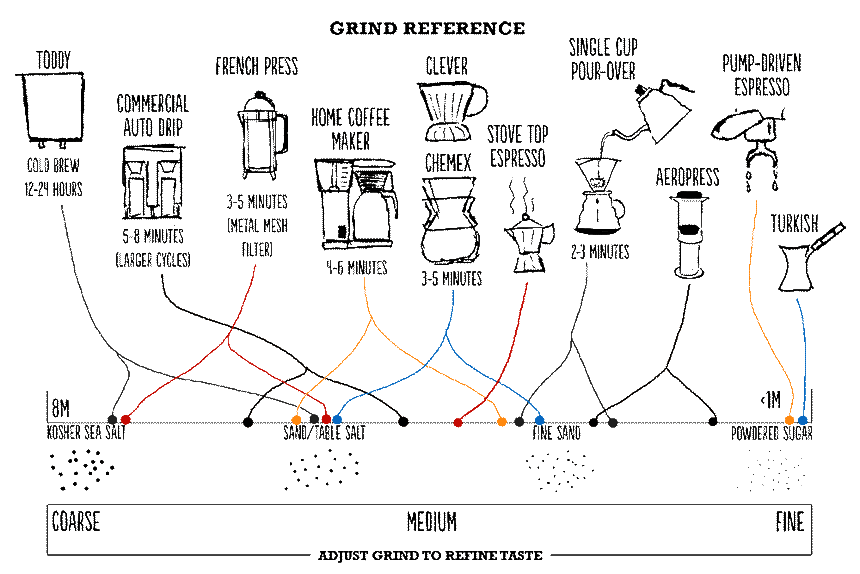 GRIND REFERENCE
TODDY
COLD BREW
12-24 HOURS
COMMERCIAL
AUTO DRIP
5-8 MINUTES
(LARGER CYCLES)
FRENCH PRESS
3-5 MINUTES
(METAL MESH
FILTER)
HOME COFFEE
MAKER
4-6 MINUTES
CLEVER
CHEMEX
3-5 MINUTES
STOVE TOP
ESPRESSO
SINGLE CUP
POUR-OVER
2-3 MINUTES
AEROPRESS
PUMP-DRIVEN
ESPRESSO
TURKISH
8M
<1M
KOSHER SEA SALT
SAND/TABLE SALT
FINE SAND
POWDERED SUGAR
COARSE
MEDIUM
FINE
ADJUST GRIND TO REFINE TASTE